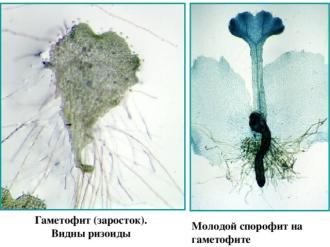 Гаметофит (заросток).
Видны ризоиды
Молодой спорофит на
гаметофите